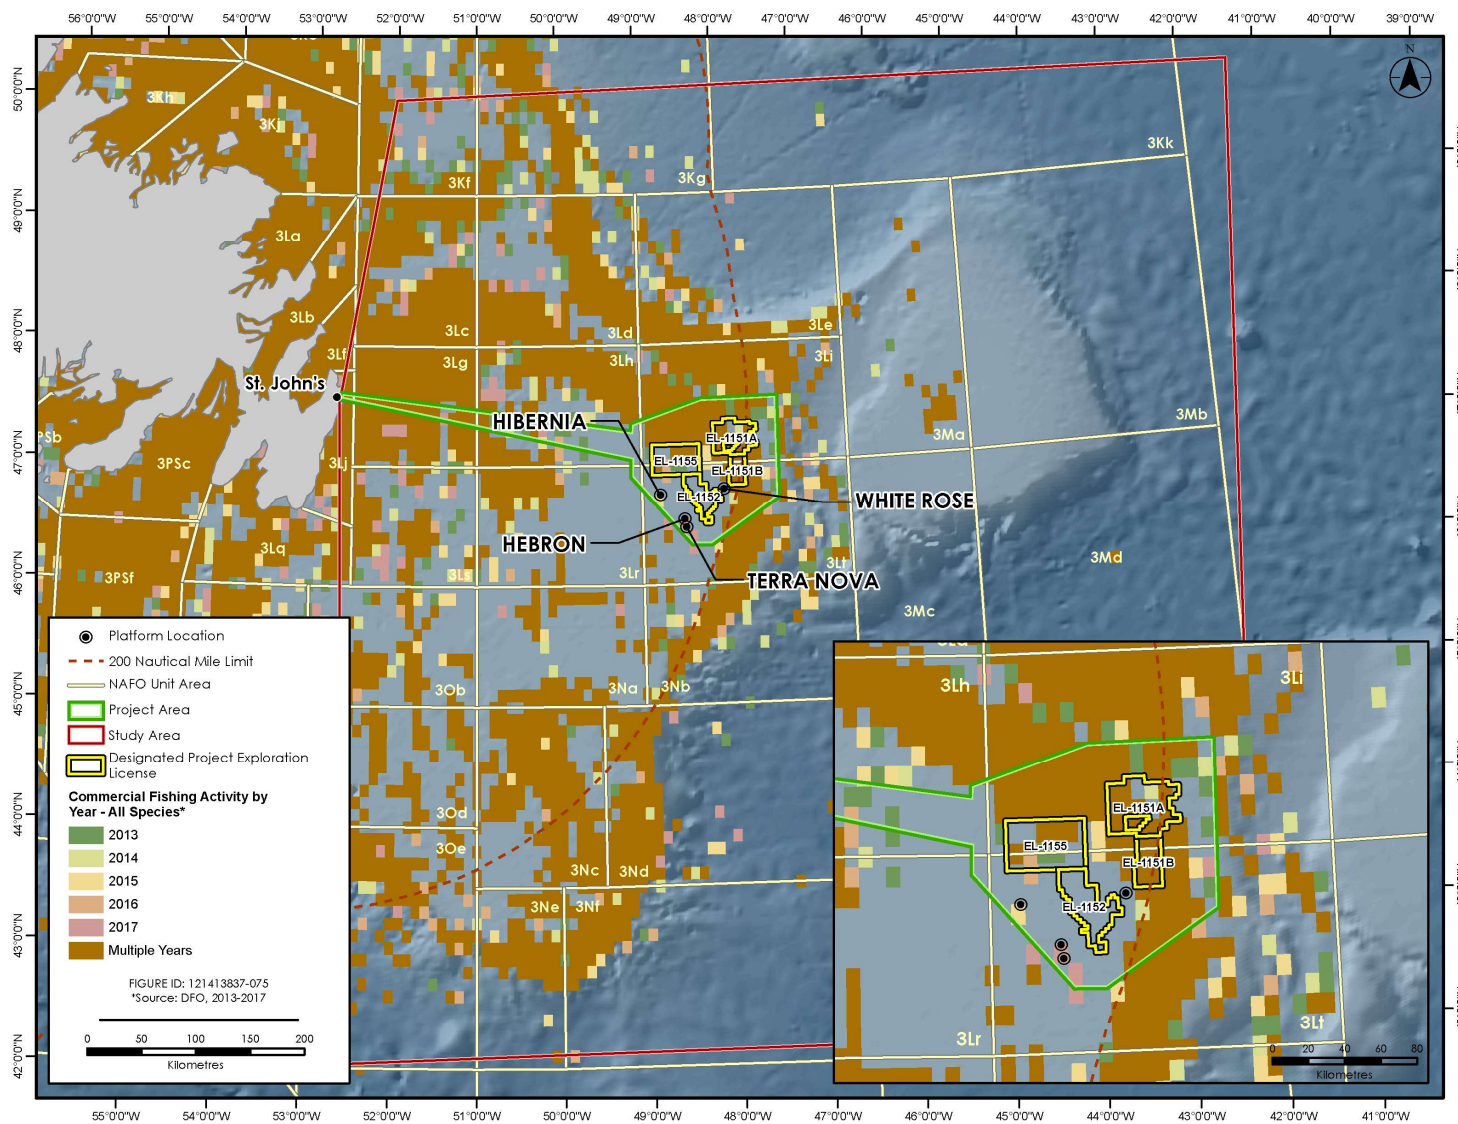 56°0'0"W 55°0'0"W 54°0'0"W 53°0'0"W 52°0'0"W 51°0'0"W 50°0'0"W 49°0'0"W 48°0'0"W 47°0'0"W 46°0'0"W 45°0'0"W 44°0'0"W 43°0'0"W 42°0'0"W 41°0'0"W 40°0'0"W 39°0'0"W
N
50°0'0"N
49°0'0"N
48°0'0"N
47°0'0"N
46°0'0"N
45°0'0"N
44°0'0"N
43°0'0"N
42°0'0"N
3Kh
3Ki
3Kk
3Kf
3Kg
3La
3Lb
3Lc
3Ld
3Le
3Lf
3Lg
3Lh
3Li
St. John's
HIBERNIA
3Mb
3Ma
EL-1151A
EL-1155
EL-1151B
EL-1152
PSb
3PSc
3Lj
WHITE ROSE
HEBRON
TERRA NOVA
3Lq
3PSf
3Ls
3Lr
3Lt
3Md
3Mc
3Ob
3Na
3Nb
3Od
3Oe
3Nc
3Nd
3Ne
3Nf
Platform Location
200 Nautical Mile Limit
NAFO Unit Area
Project Area
Study Area
Designated Project Exploration
License
Commercial Fishing Activity by
Year - All Species*
2013
2014
2015
2016
2017
Multiple Years
FIGURE ID: 121413837-075
*Source: DFO, 2013-2017
0 50 100 150 200
Kilometres
3Lh
3Li
EL-1151A
EL-1155
EL-1151B
EL-1152
3Lr
3Lt
0 20 40 60 80
Kilometres
55°0'0"W 54°0'0"W 53°0'0"W 52°0'0"W 51°0'0"W 50°0'0"W 49°0'0"W 48°0'0"W 47°0'0"W 46°0'0"W 45°0'0"W 44°0'0"W 43°0'0"W 42°0'0"W 41°0'0"W